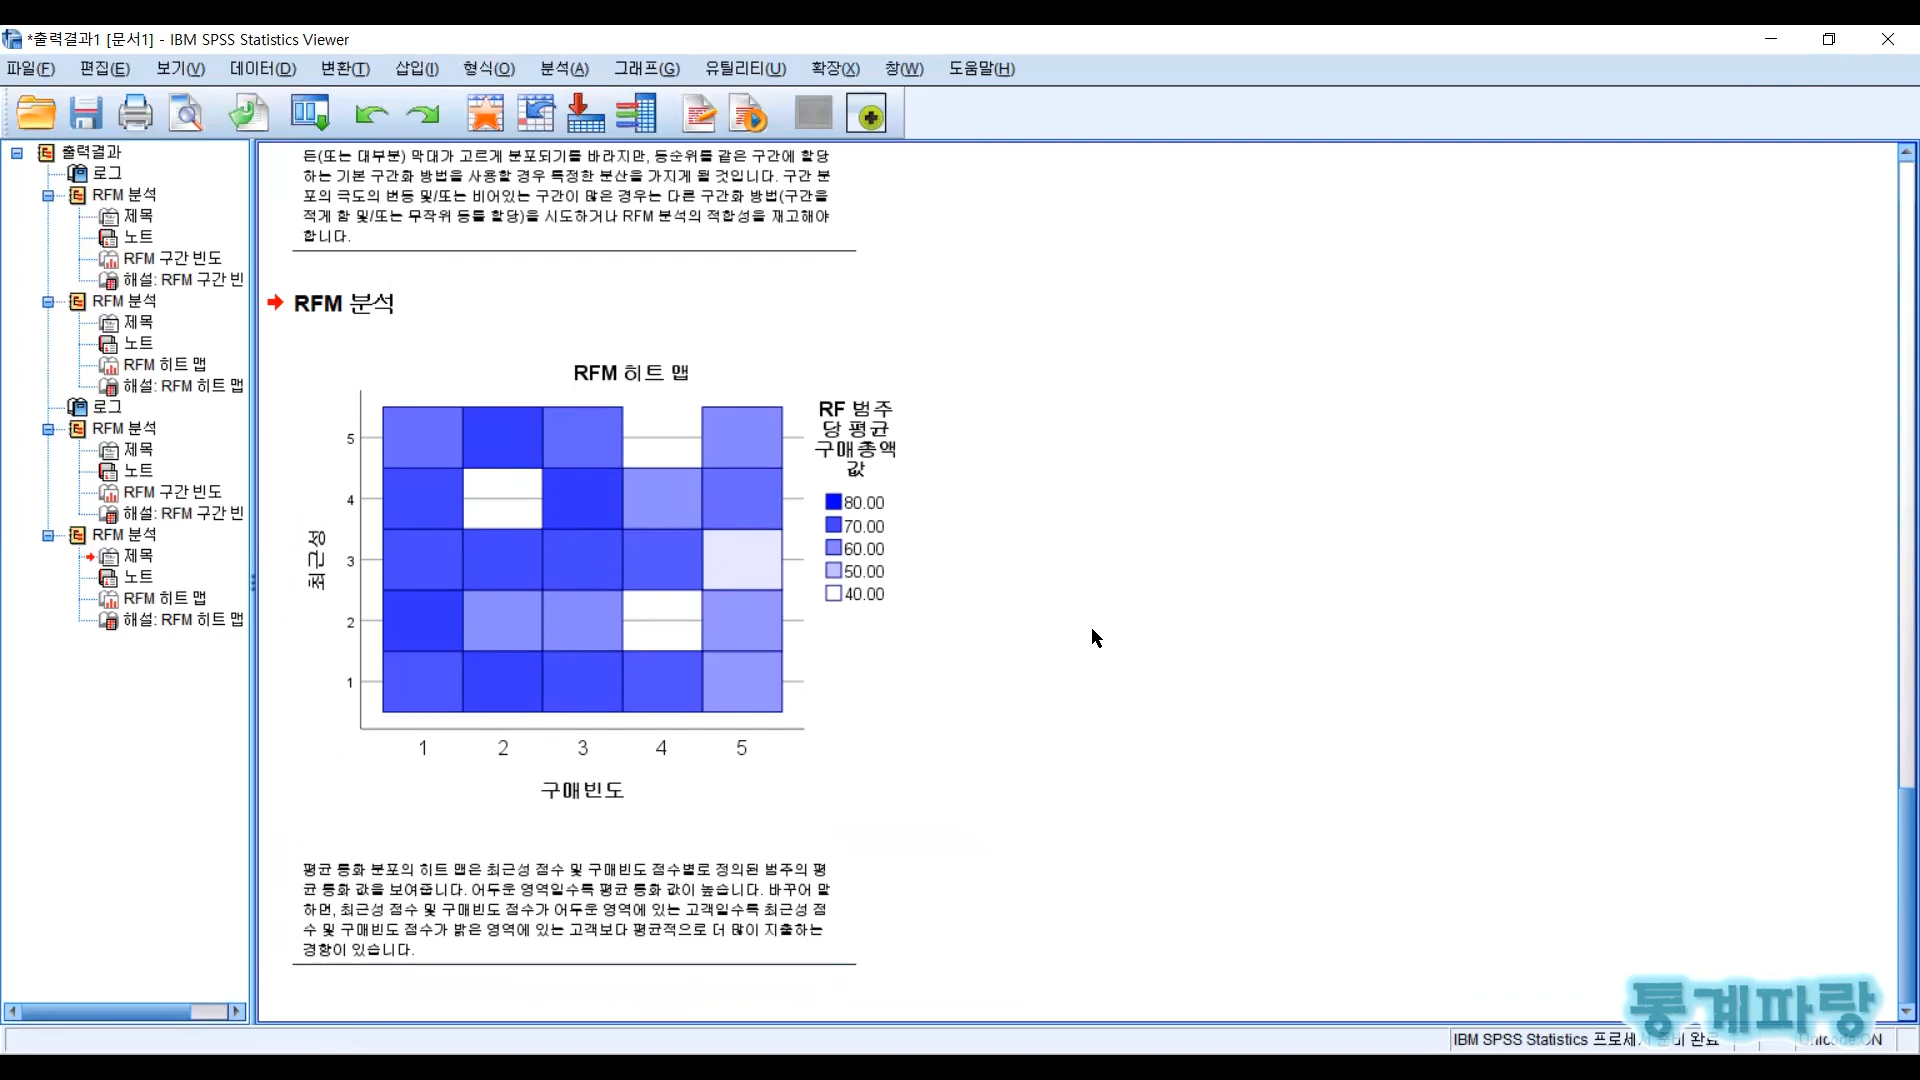 *출력결과1 [문서1] - IBM SPSS Statistics Viewer
파일(F) 편집(E) 보기(V) 데이터(D) 변환(T) 삽입(I) 형식(O) 분석(A) 그래프(G) 유틸리티(U) 확장(X) 창(W) 도움말(H)
출력결과
로그
RFM 분석
제목
노트
RFM 구간 빈도
해설: RFM 구간 빈
RFM 분석
제목
노트
RFM 히트 맵
해설: RFM 히트 맵
로그
RFM 분석
제목
노트
RFM 구간 빈도
해설: RFM 구간 빈
RFM 분석
제목
노트
RFM 히트 맵
해설: RFM 히트 맵
든(또는 대부분) 막대가 고르게 분포되기를 바라지만, 등순위를 같은 구간에 할당
하는 기본 구간화 방법을 사용할 경우 특정한 분산을 가지게 될 것입니다. 구간 분
포의 극도의 변동 및/또는 비어있는 구간이 많은 경우는 다른 구간화 방법(구간을
적게 함 및/또는 무작위 등틀 할당)을 시도하거나 RFM 분석의 적합성을 재고해야
합니다.
RFM 분석
RFM 히트 맵
최근성
5
4
3
2
1
1 2 3 4 5
구매빈도
RF 범주
당 평균
구매총액
값
80.00
70.00
60.00
50.00
40.00
평균 통화 분포의 히트 맵은 최근성 점수 및 구매빈도 점수별로 정의된 범주의 평
균 통화 값을 보여줍니다. 어두운 영역일수록 평균 통화 값이 높습니다. 바꾸어 말
하면, 최근성 점수 및 구매빈도 점수가 어두운 영역에 있는 고객일수록 최근성 점
수 및 구매빈도 점수가 밝은 영역에 있는 고객보다 평균적으로 더 많이 지출하는
경향이 있습니다.
통계파랑
IBM SPSS Statistics 프로세서 준비 완료 Unicode:ON